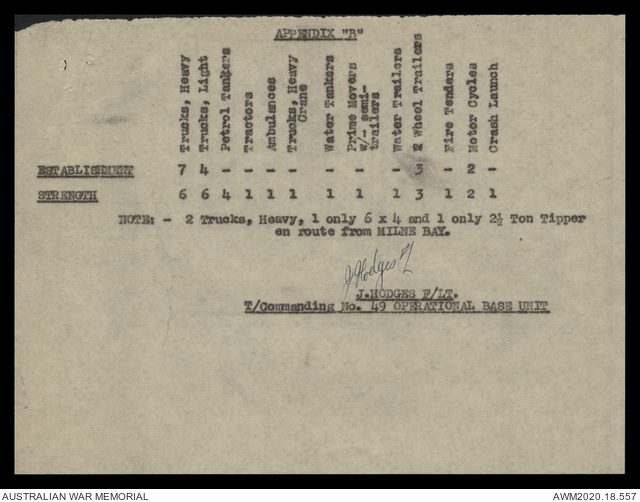 APPENDIX "B"
Trucks, Heavy
Trucks, Light
Petrol Tankers
Tractors
Ambulances
Trucks, Heavy Crane
Water Tankers
Prime Movers w/- semi-trailers
Water Trailers
2 Wheel Trailers
Fire Tenders
Motor Cycles
Crash Launch
ESTABLISHMENT 7 4 - - - - - - - 3 - 2 -
STRENGTH 6 6 4 1 1 1 1 1 1 3 1 2 1
NOTE: - 2 Trucks, Heavy, 1 only 6 x 4 and 1 only 2½ Ton Tipper
en route from MILNE BAY.
J Hodges F/L
J.HODGES F/LT.
T/Commanding No. 49 OPERATIONAL BASE UNIT
AUSTRALIAN WAR MEMORIAL
AWM2020.18.557